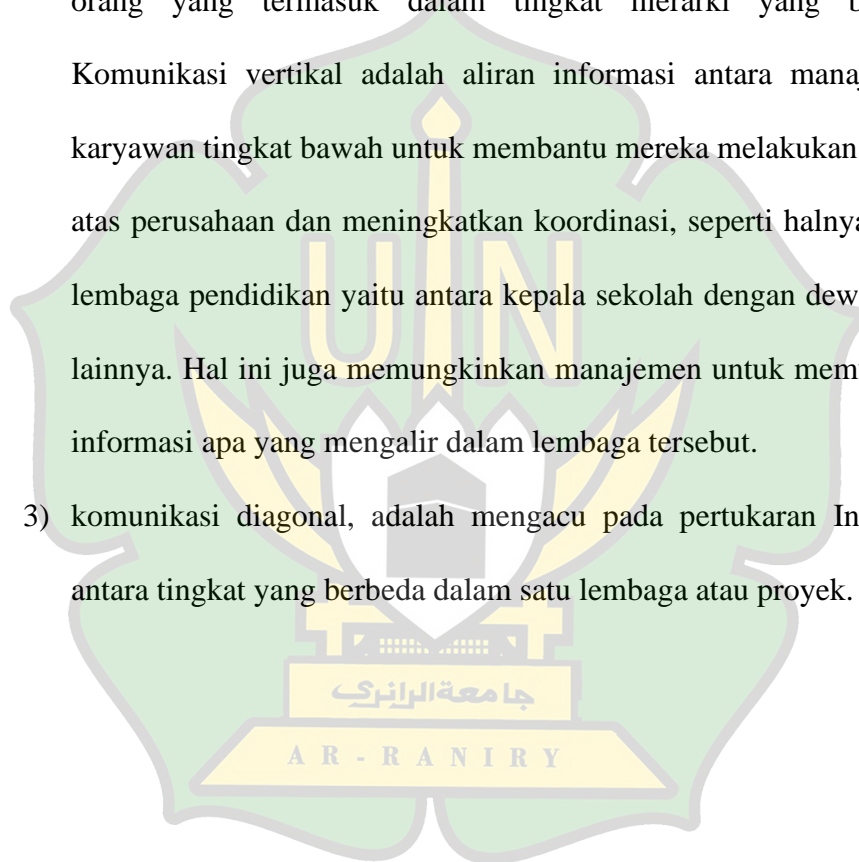 orang yang termasuk dalam tingkat hierarki yang b
Komunikasi vertikal adalah aliran informasi antara manaj
karyawan tingkat bawah untuk membantu mereka melakukan
atas perusahaan dan meningkatkan koordinasi, seperti halnya
lembaga pendidikan yaitu antara kepala sekolah dengan dew
lainnya. Hal ini juga memungkinkan manajemen untuk mem
informasi apa yang mengalir dalam lembaga tersebut.
3) komunikasi diagonal, adalah mengacu pada pertukaran In
antara tingkat yang berbeda dalam satu lembaga atau proyek.
UIN
جامعة الرانري
AR-RANIRY